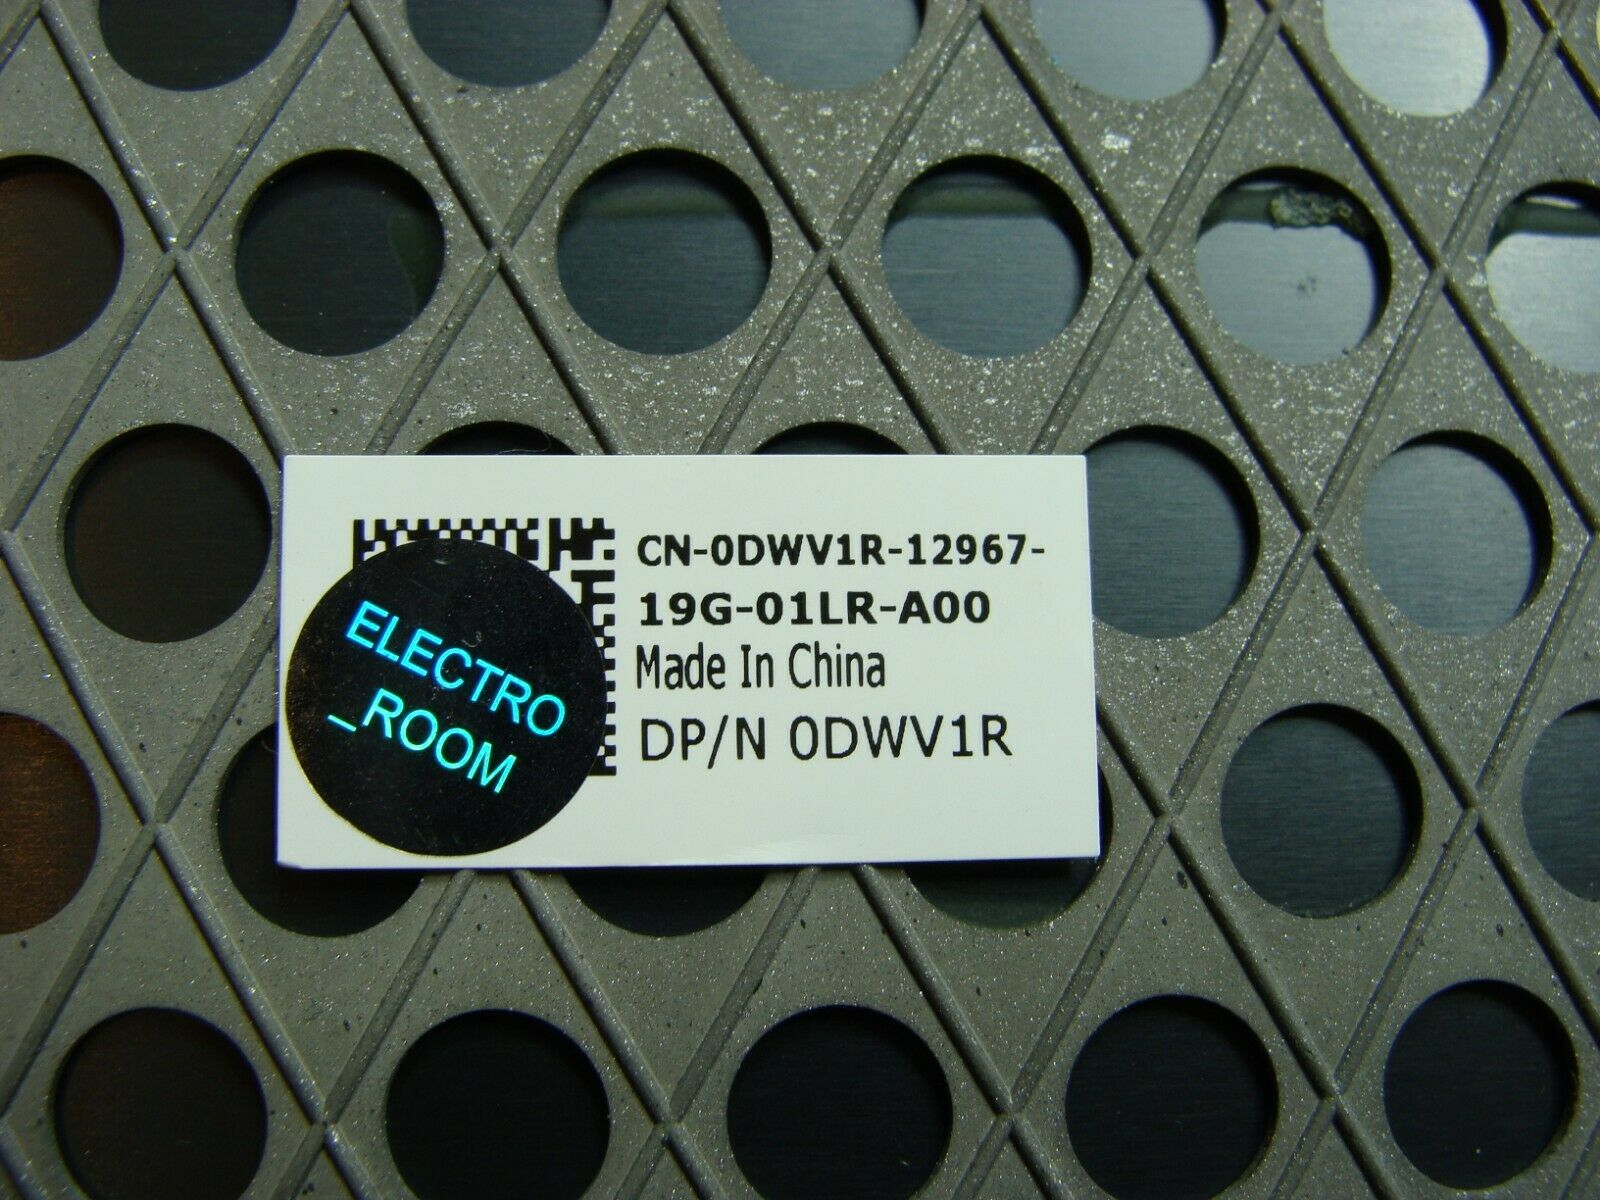 CN-0DWV1R-12967-
19G-01LR-A00
Made In China
DP/N 0DWV1R
ELECTRO
_ROOM